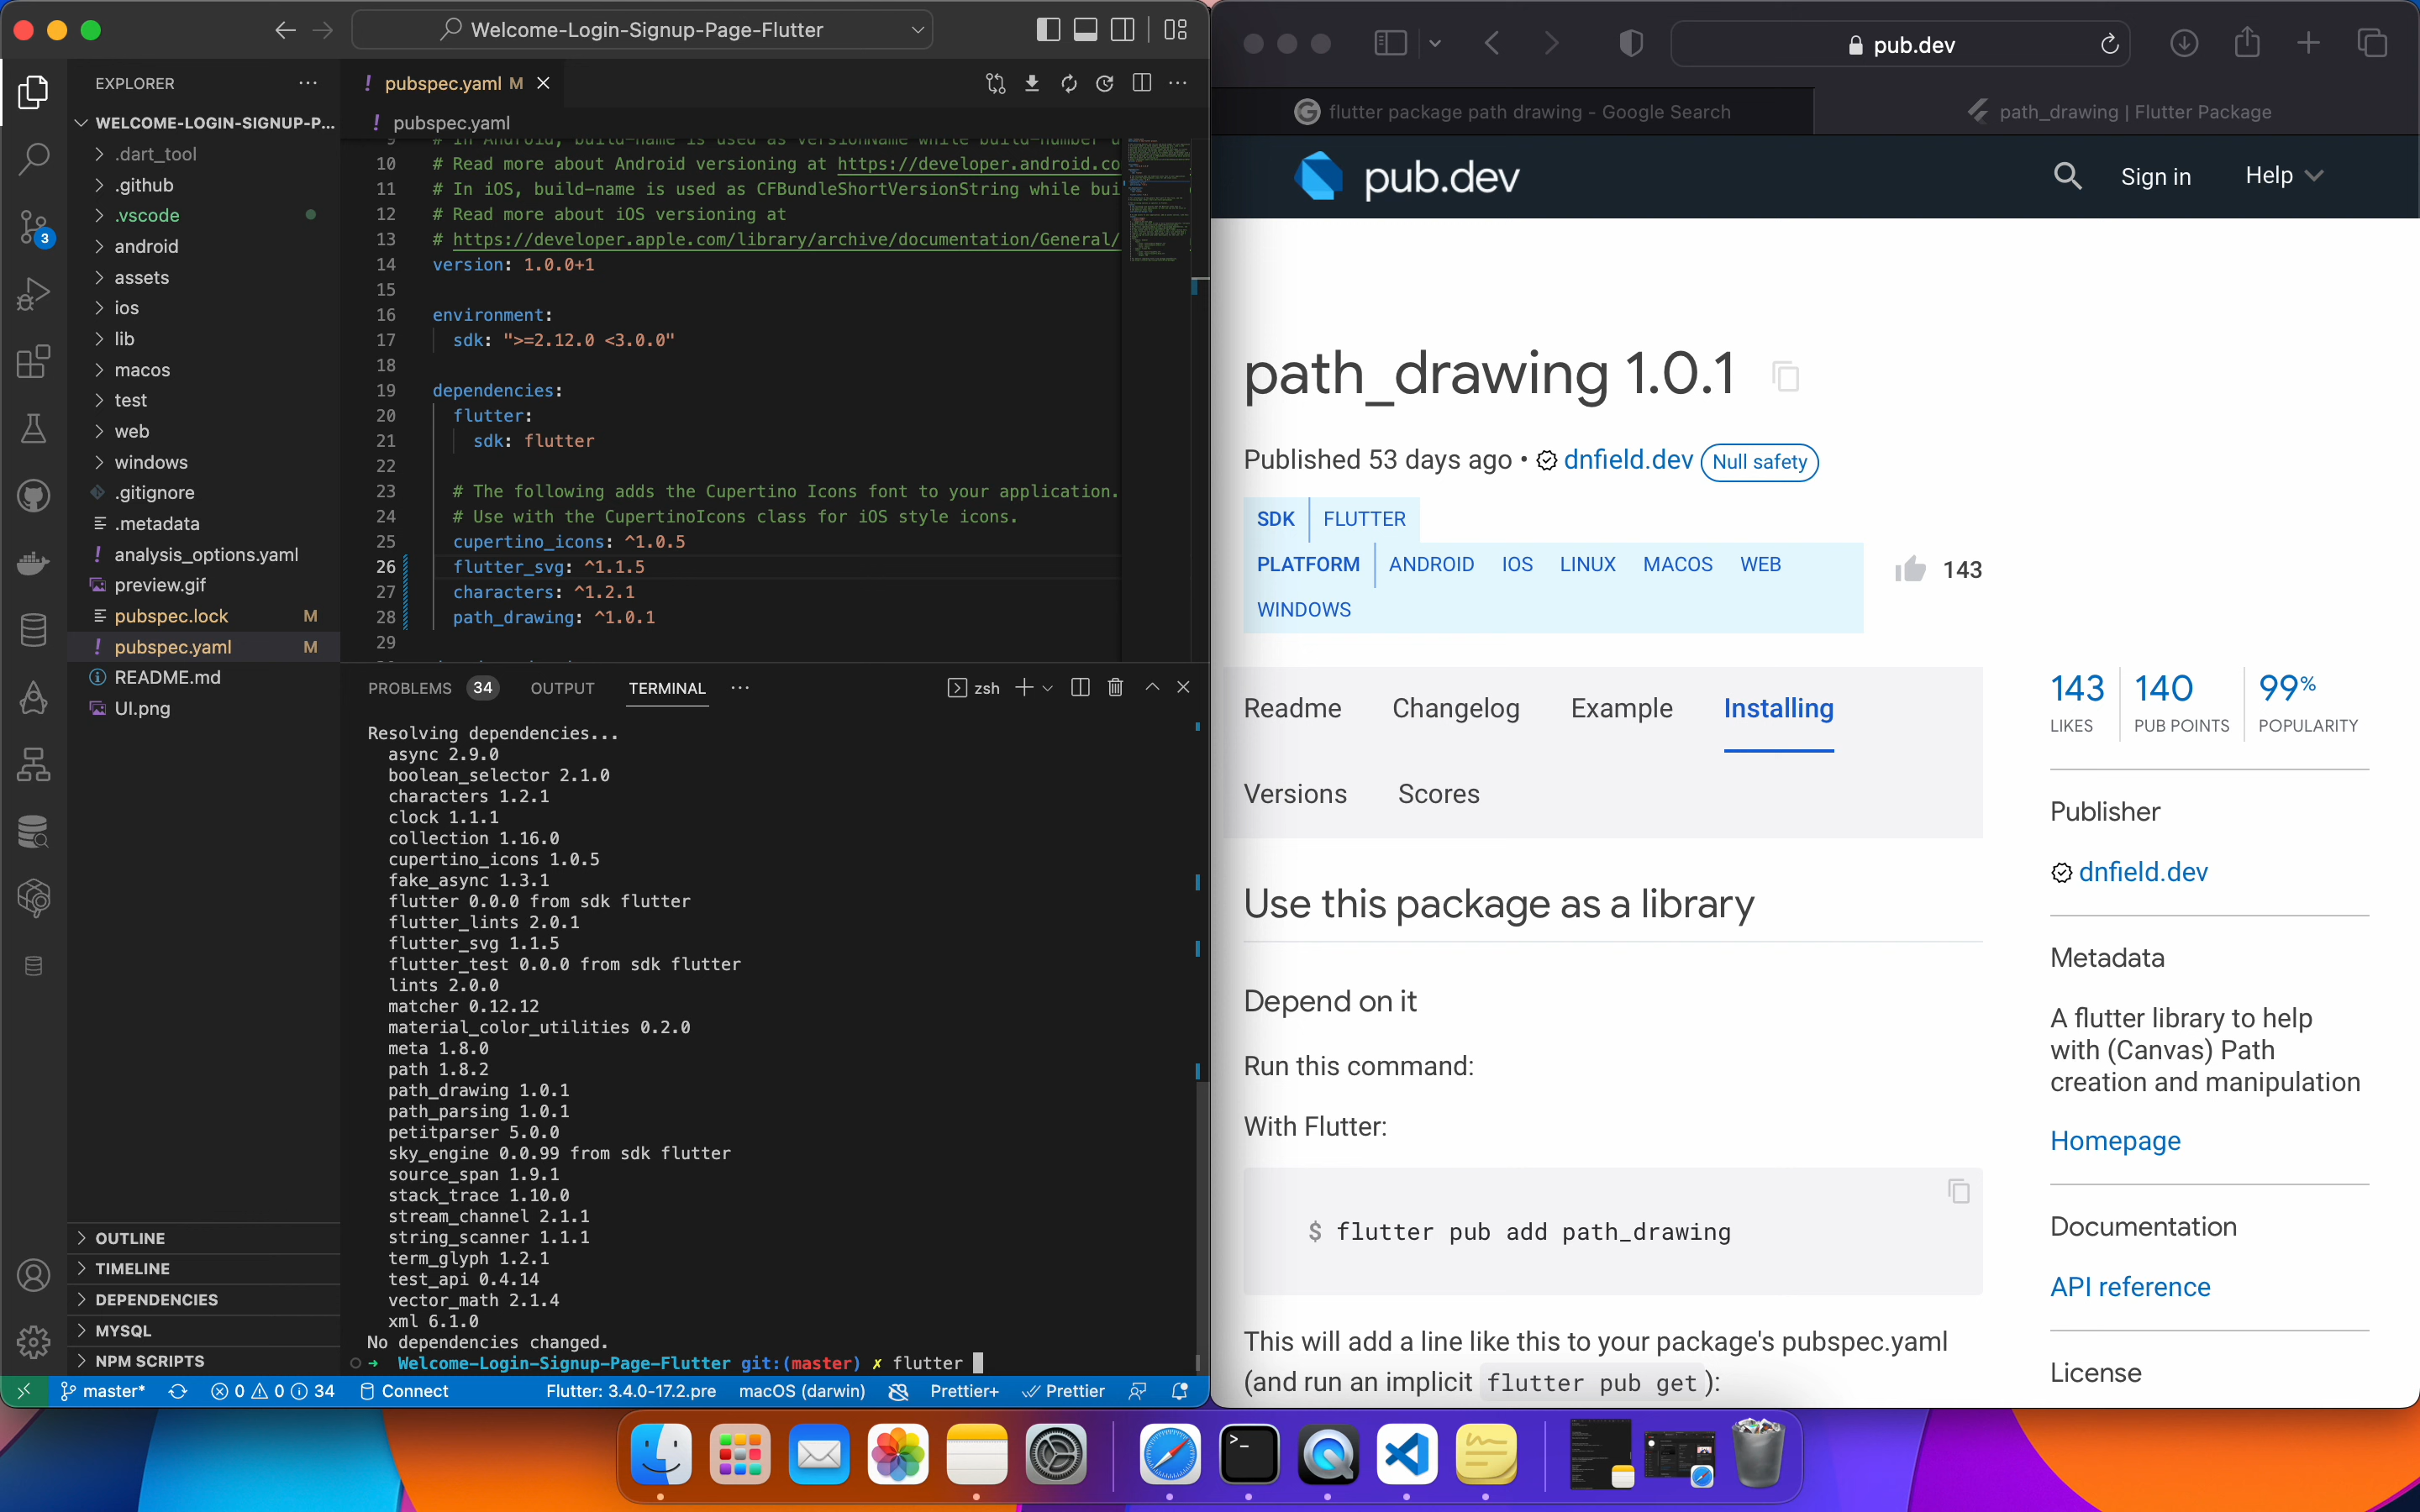 Welcome-Login-Signup-Page-Flutter
EXPLORER
WELCOME-LOGIN-SIGNUP-P...
.dart_tool
.github
.vscode
android
assets
ios
lib
macos
test
web
windows
.gitignore
.metadata
analysis_options.yaml
preview.gif
pubspec.lock M
pubspec.yaml M
README.md
UI.png
OUTLINE
TIMELINE
DEPENDENCIES
MYSQL
NPM SCRIPTS
3
pubspec.yaml M
pubspec.yaml
9 # In Android, build-name is used as versionName while build-number u
10 # Read more about Android versioning at https://developer.android.co
11 # In iOS, build-name is used as CFBundleShortVersionString while bui
12 # Read more about iOS versioning at
13 # https://developer.apple.com/library/archive/documentation/General/
14 version: 1.0.0+1
15
16 environment:
17 sdk: ">=2.12.0 <3.0.0"
18
19 dependencies:
20 flutter:
21 sdk: flutter
22
23 # The following adds the Cupertino Icons font to your application.
24 # Use with the CupertinoIcons class for iOS style icons.
25 cupertino_icons: ^1.0.5
26 flutter_svg: ^1.1.5
27 characters: ^1.2.1
28 path_drawing: ^1.0.1
29
PROBLEMS 34 OUTPUT TERMINAL ... zsh
Resolving dependencies...
async 2.9.0
boolean_selector 2.1.0
characters 1.2.1
clock 1.1.1
collection 1.16.0
cupertino_icons 1.0.5
fake_async 1.3.1
flutter 0.0.0 from sdk flutter
flutter_lints 2.0.1
flutter_svg 1.1.5
flutter_test 0.0.0 from sdk flutter
lints 2.0.0
matcher 0.12.12
material_color_utilities 0.2.0
meta 1.8.0
path 1.8.2
path_drawing 1.0.1
path_parsing 1.0.1
petitparser 5.0.0
sky_engine 0.0.99 from sdk flutter
source_span 1.9.1
stack_trace 1.10.0
stream_channel 2.1.1
string_scanner 1.1.1
term_glyph 1.2.1
test_api 0.4.14
vector_math 2.1.4
xml 6.1.0
No dependencies changed.
→ Welcome-Login-Signup-Page-Flutter git:(master) ✗ flutter
master* 0 0 34 Connect Flutter: 3.4.0-17.2.pre macOS (darwin) Prettier+ Prettier
pub.dev
flutter package path drawing - Google Search
path_drawing | Flutter Package
pub.dev
Sign in Help
path_drawing 1.0.1
Published 53 days ago • dnfield.dev Null safety
SDK FLUTTER
PLATFORM ANDROID IOS LINUX MACOS WEB
WINDOWS
143
Readme Changelog Example Installing
Versions Scores
Use this package as a library
Depend on it
Run this command:
With Flutter:
$ flutter pub add path_drawing
This will add a line like this to your package's pubspec.yaml
(and run an implicit flutter pub get):
143 140 99%
LIKES PUB POINTS POPULARITY
Publisher
dnfield.dev
Metadata
A flutter library to help
with (Canvas) Path
creation and manipulation
Homepage
Documentation
API reference
License